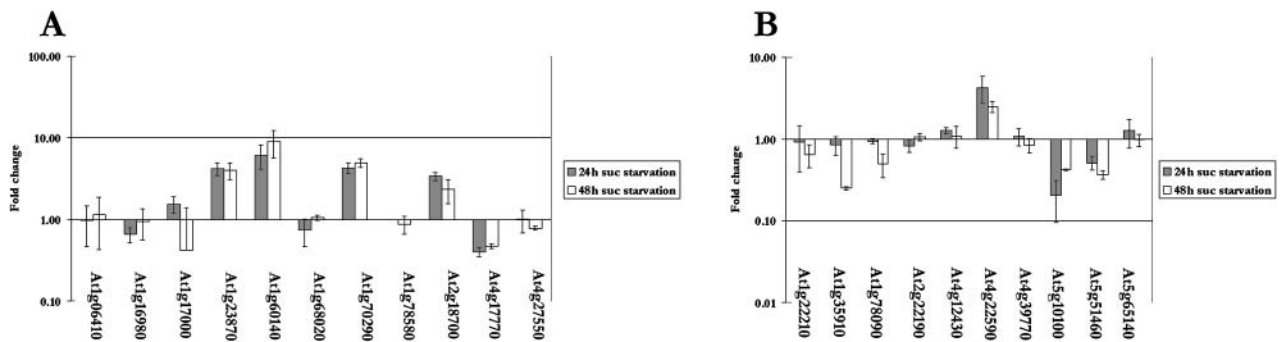 A
Fold change
100.00
10.00
1.00
0.10
At1g06410
At1g16980
At1g17000
At1g23870
At1g60140
At1g68020
At1g70290
At1g78580
At2g18700
At4g17770
At4g27550
24h suc starvation
48h suc starvation
B
Fold change
10.00
1.00
0.10
0.01
At1g22210
At1g35910
At1g78090
At2g22190
At4g12430
At4g22590
At4g39770
At5g10100
At5g51460
At5g65140
24h suc starvation
48h suc starvation